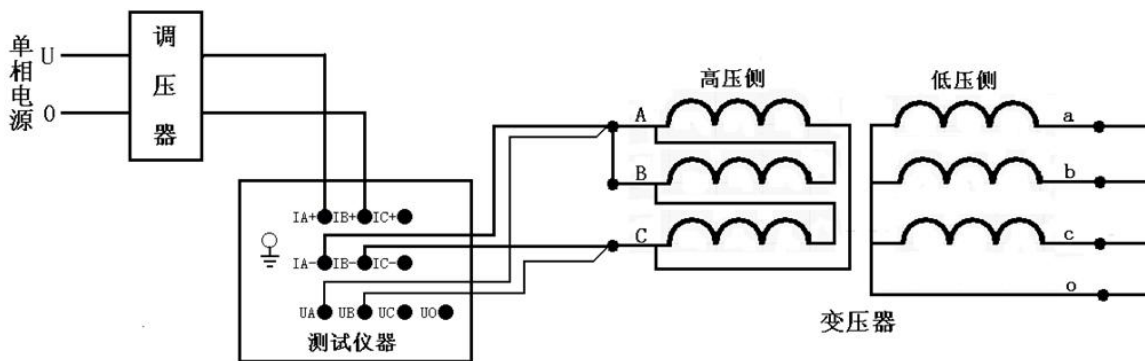 单相电源
U
O
调压器
高压侧
低压侧
A
B
C
a
b
c
o
IA+ IB+ IC+
IA- IB- IC-
UA UB UC UO
测试仪器
变压器